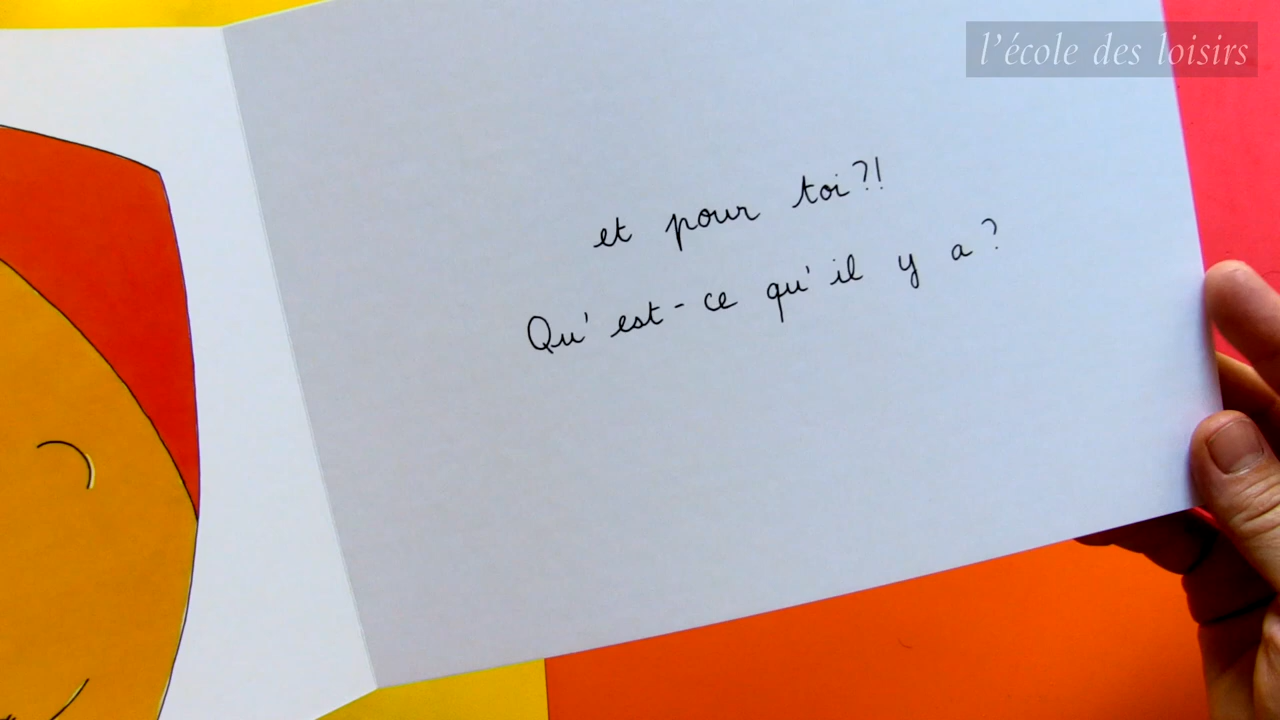 l'école des loisirs
et pour toi ?!
Qu'est-ce qu'il y a ?